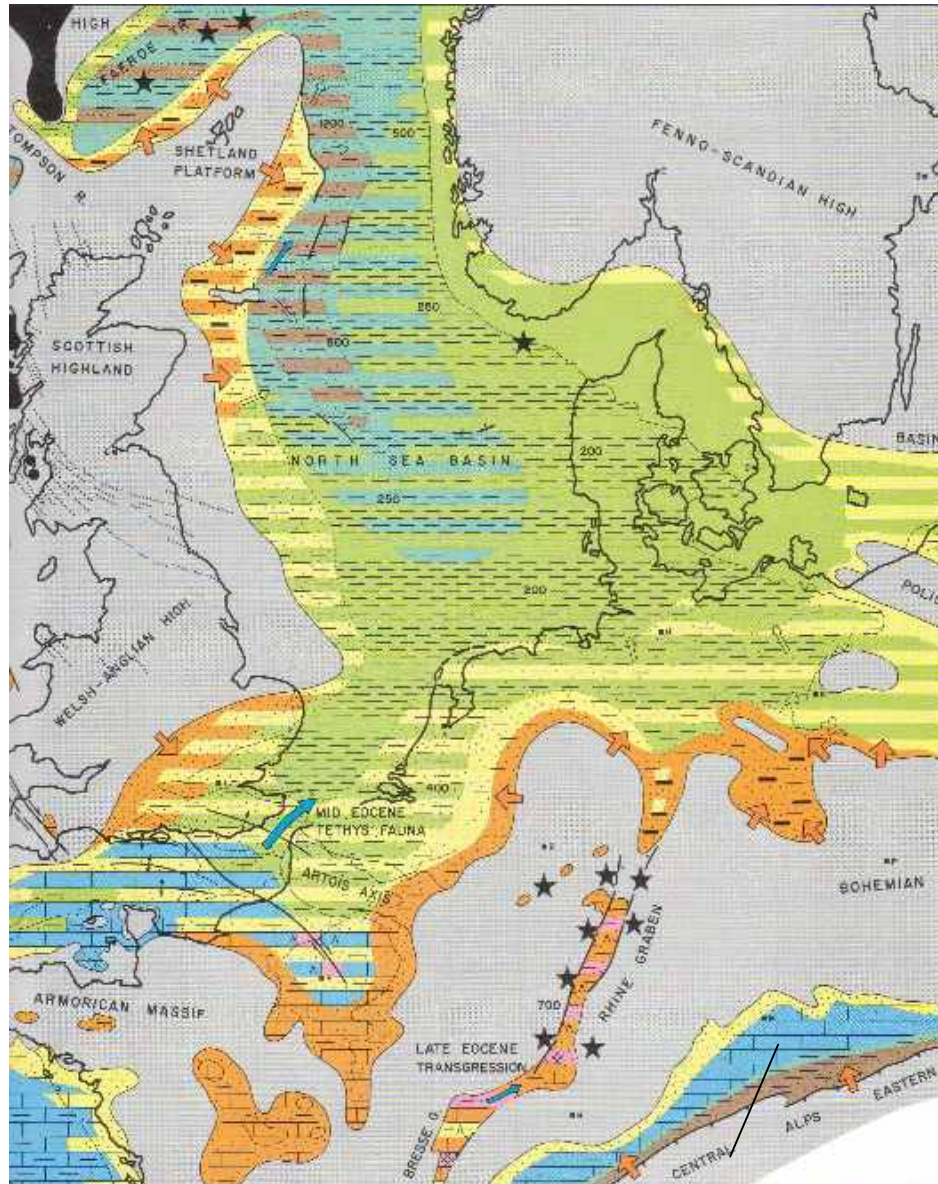 HIGH
FAEROE TR.
TOMPSON R.
SHETLAND
PLATFORM
1200
500
FENNO-SCANDIAN HIGH
260
600
SCOTTISH
HIGHLAND
NORTH SEA BASIN
200
250
BASIN
200
POLI
WELSH-ANGLIAN HIGH
400
MID EOCENE
TETHYS FAUNA
ARTOIS AXIS
BOHEMIAN
RHINE GRABEN
700
ARMORICAN MASSIF
LATE EOCENE
TRANSGRESSION
BRESSE G.
CENTRAL ALPS EASTERN